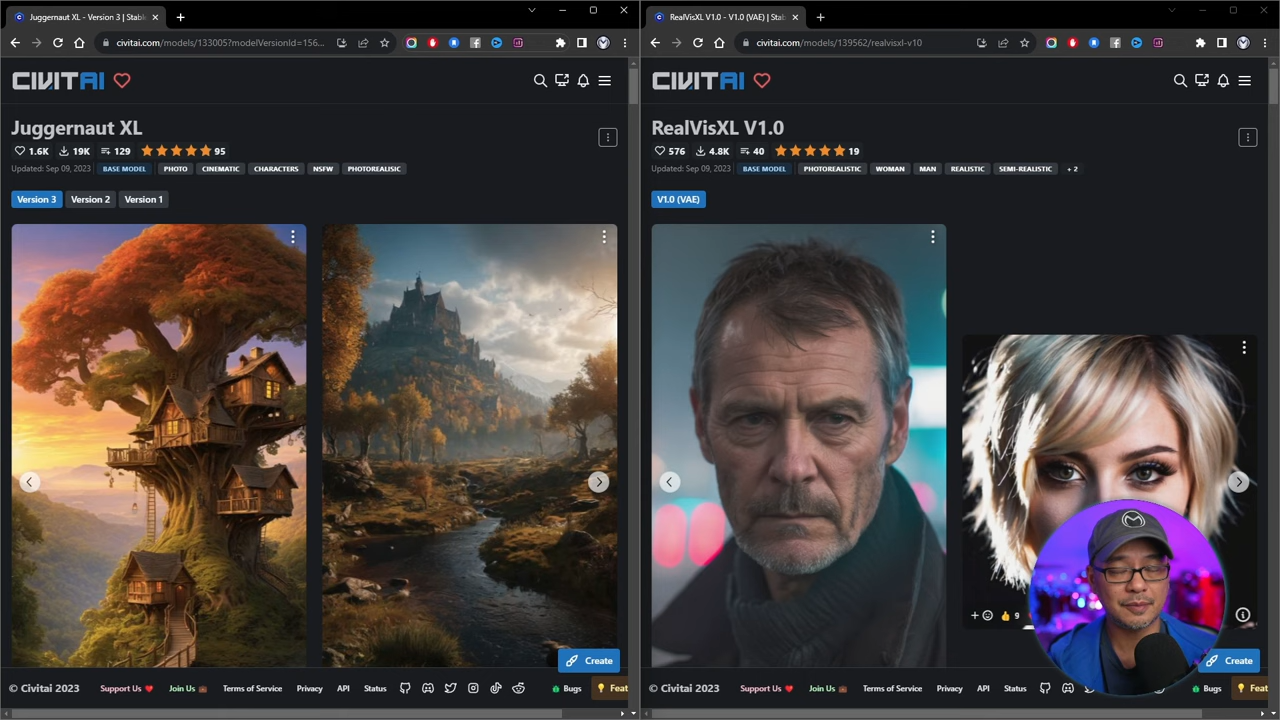 Juggernaut XL - Version 3 | Stabl
civitai.com/models/133005?modelVersionId=156...
CIVITAI
Juggernaut XL
1.6K 19K 129 95
Updated: Sep 09, 2023 BASE MODEL PHOTO CINEMATIC CHARACTERS NSFW PHOTOREALISIC
Version 3 Version 2 Version 1
Create
© Civitai 2023 Support Us Join Us Terms of Service Privacy API Status Bugs Feat
RealVisXL V1.0 - V1.0 (VAE) | Stab
civitai.com/models/139562/realvisxl-v10
CIVITAI
RealVisXL V1.0
576 4.8K 40 19
Updated: Sep 09, 2023 BASE MODEL PHOTOREALISTIC WOMAN MAN REALISTIC SEMI-REALISTIC + 2
V1.0 (VAE)
9
Create
© Civitai 2023 Support Us Join Us Terms of Service Privacy API Status Bugs Feat